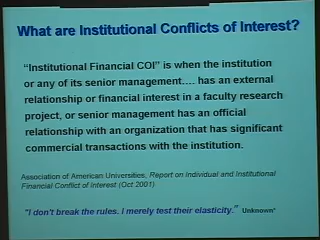 What are Institutional Conflicts of Interest?
“Institutional Financial COI” is when the institution
or any of its senior management…. has an external
relationship or financial interest in a faculty research
project, or senior management has an official
relationship with an organization that has significant
commercial transactions with the institution.
Association of American Universities, Report on Individual and Institutional
Financial Conflict of Interest (Oct 2001)
"I don't break the rules. I merely test their elasticity." Unknown*